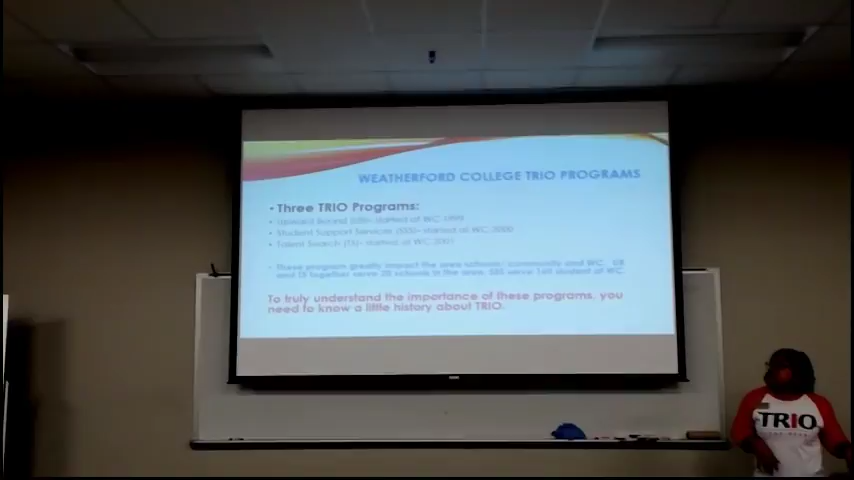 WEATHERFORD COLLEGE TRIO PROGRAMS
• Three TRIO Programs:
• Upward Bound (UB)- started at WC 1999
• Student Support Services (SSS)- started at WC 2000
• Talent Search (TS)- started at WC
• These program greatly impact the area schools/ community and WC. UB
and TS together serve 20 schools in the area. SSS serve 160 student at WC.
To truly understand the importance of these programs, you
need to know a little history about TRIO.
TRIO